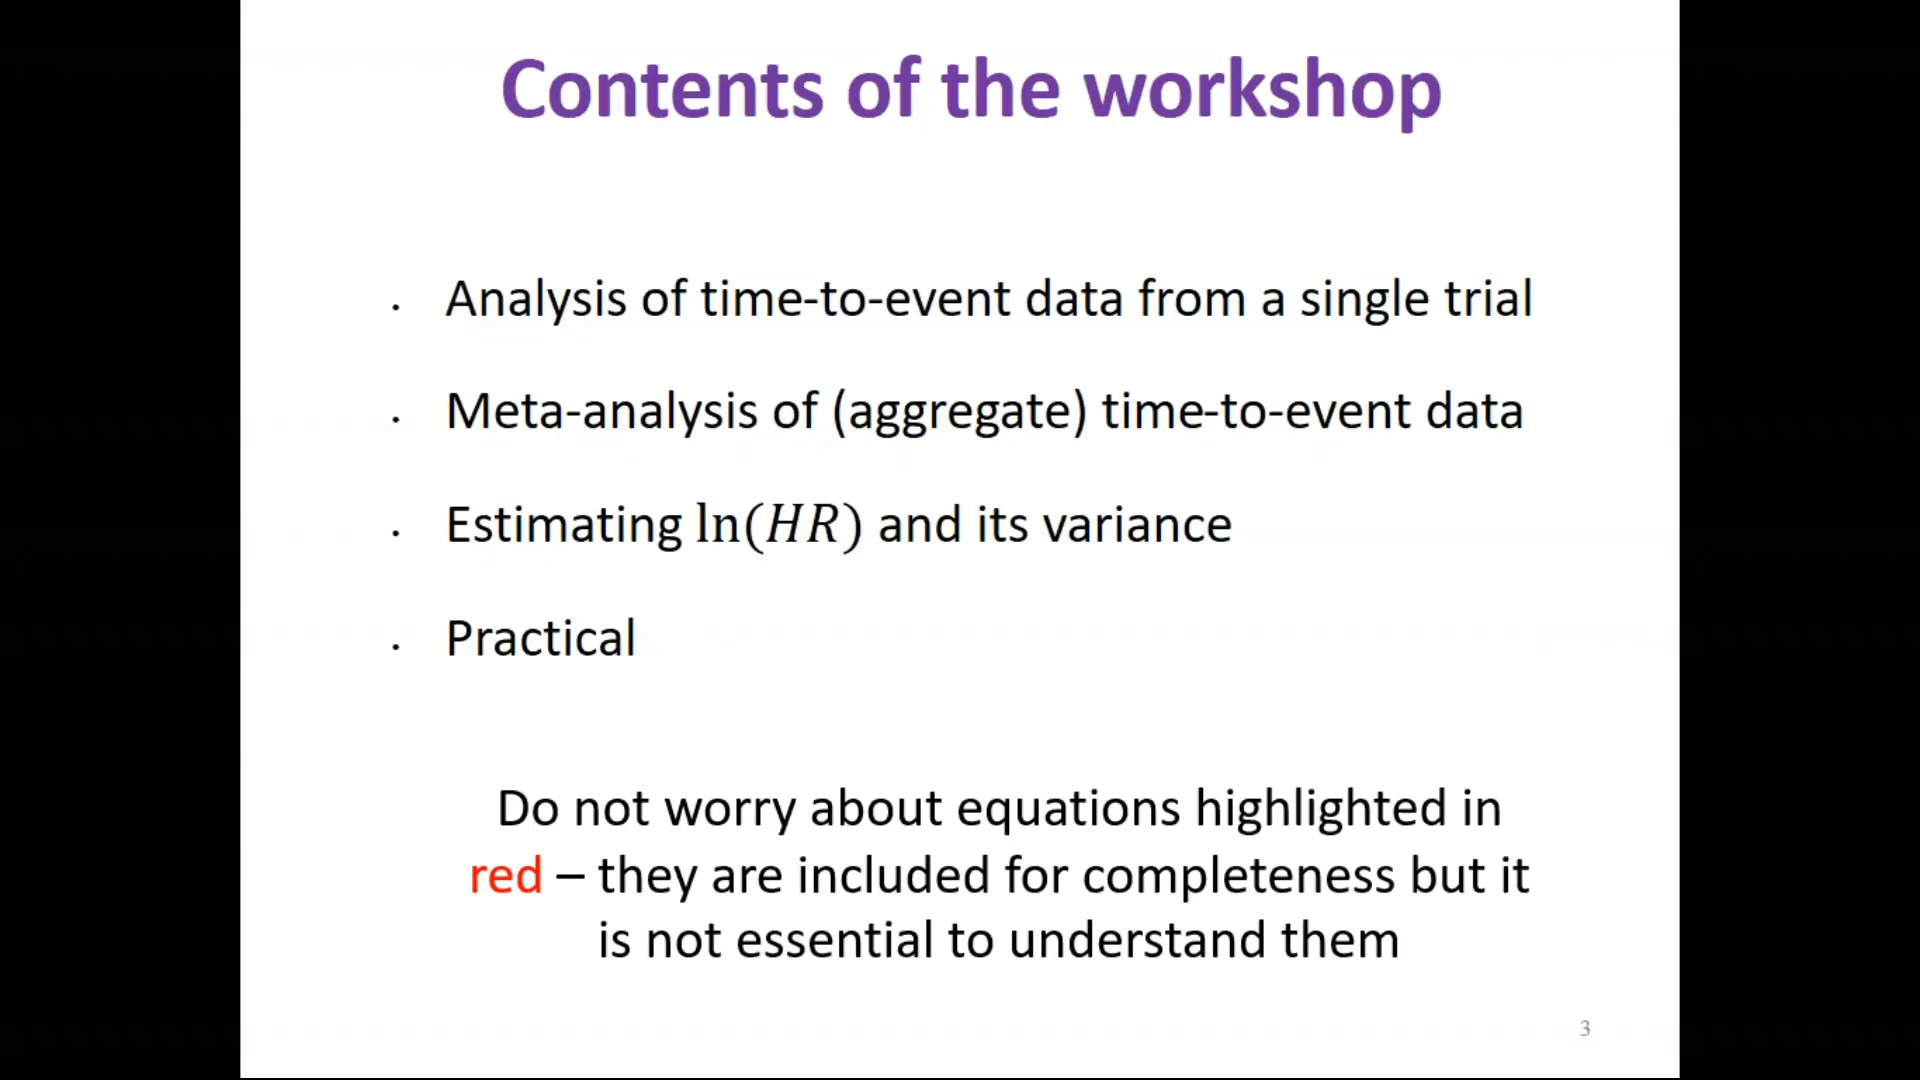 Contents of the workshop
· Analysis of time-to-event data from a single trial
· Meta-analysis of (aggregate) time-to-event data
· Estimating ln(HR) and its variance
· Practical
Do not worry about equations highlighted in
red – they are included for completeness but it
is not essential to understand them
3